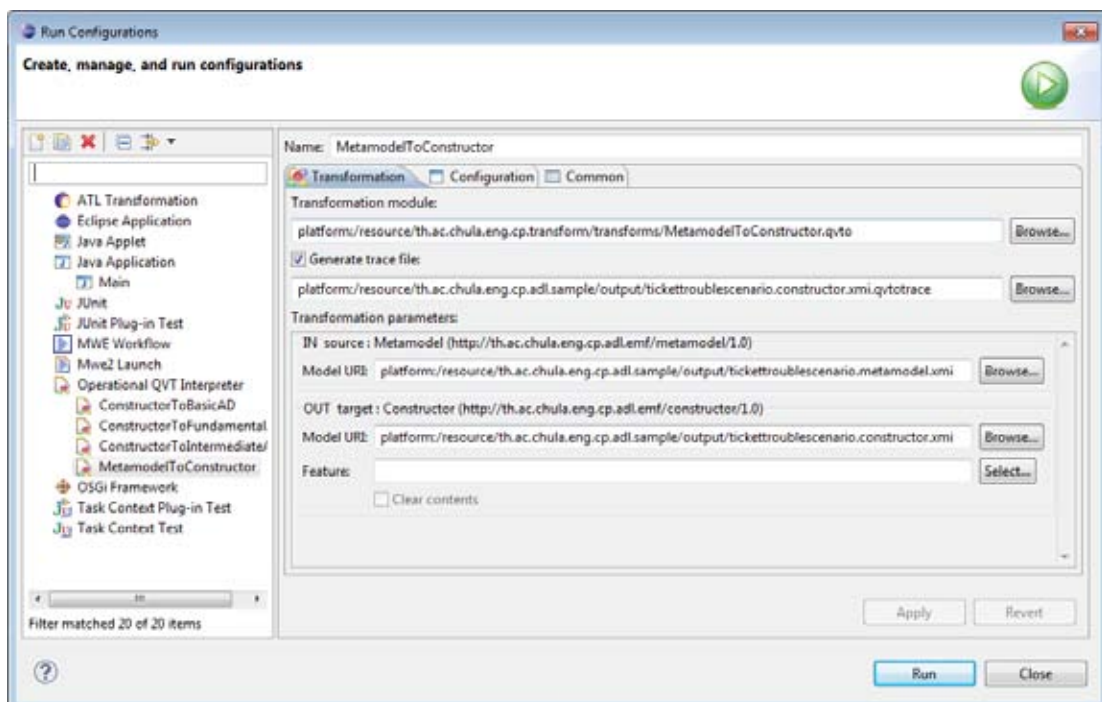 Run Configurations
Create, manage, and run configurations
Name: MetamodelToConstructor
Transformation Configuration Common
Transformation module:
platform:/resource/th.ac.chula.eng.cp.transform/transforms/MetamodelToConstructor.qvto Browse...
Generate trace file:
platform:/resource/th.ac.chula.eng.cp.adl.sample/output/tickettroublescenario.constructor.xmi.qvtotrace Browse...
Transformation parameters:
IN source : Metamodel (http://th.ac.chula.eng.cp.adl.emf/metamodel/1.0)
Model URI: platform:/resource/th.ac.chula.eng.cp.adl.sample/output/tickettroublescenario.metamodel.xmi Browse...
OUT target : Constructor (http://th.ac.chula.eng.cp.adl.emf/constructor/1.0)
Model URI: platform:/resource/th.ac.chula.eng.cp.adl.sample/output/tickettroublescenario.constructor.xmi Browse...
Feature: Select...
Clear contents
ATL Transformation
Eclipse Application
Java Applet
Java Application
Main
JUnit
JUnit Plug-in Test
MWE Workflow
Mwe2 Launch
Operational QVT Interpreter
ConstructorToBasicAD
ConstructorToFundamental
ConstructorToIntermediate/
MetamodelToConstructor
OSGi Framework
Task Context Plug-in Test
Task Context Test
Filter matched 20 of 20 items
Apply Revert
Run Close